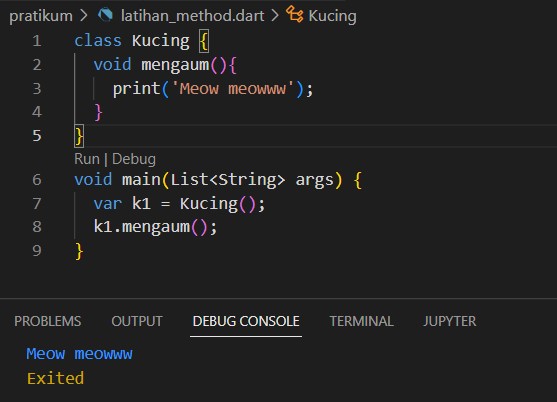 pratikum > latihan_method.dart > Kucing
1 class Kucing {
2 void mengaum(){
3 print('Meow meowww');
4 }
5 }
Run | Debug
6 void main(List<String> args) {
7 var k1 = Kucing();
8 k1.mengaum();
9 }
PROBLEMS OUTPUT DEBUG CONSOLE TERMINAL JUPYTER
Meow meowww
Exited